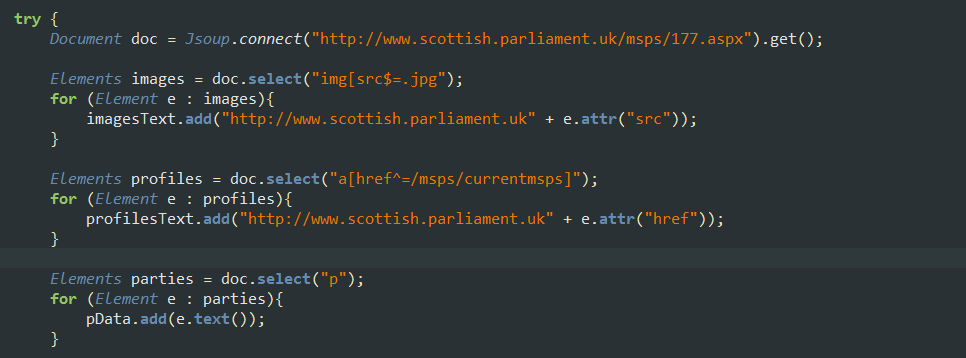 try {
Document doc = Jsoup.connect("http://www.scottish.parliament.uk/msps/177.aspx").get();
Elements images = doc.select("img[src$=.jpg");
for (Element e : images){
imagesText.add("http://www.scottish.parliament.uk" + e.attr("src"));
}
Elements profiles = doc.select("a[href^=/msps/currentmsps]");
for (Element e : profiles){
profilesText.add("http://www.scottish.parliament.uk" + e.attr("href"));
}
Elements parties = doc.select("p");
for (Element e : parties){
pData.add(e.text());
}